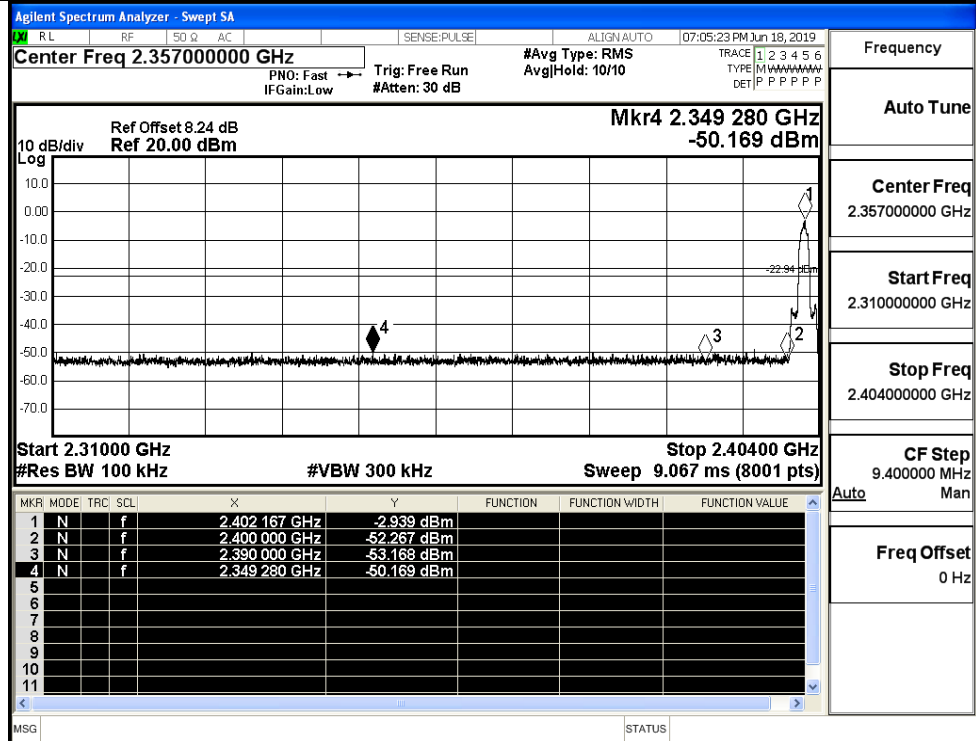 Agilent Spectrum Analyzer - Swept SA
LXI RL RF 50 Ω AC SENSE:PULSE ALIGN AUTO 07:05:23 PM Jun 18, 2019
Center Freq 2.357000000 GHz
PNO: Fast
IFGain:Low
Trig: Free Run
#Atten: 30 dB
#Avg Type: RMS
Avg|Hold: 10/10
TRACE 1 2 3 4 5 6
TYPE M WWWWW
DET P P P P P P
Mkr4 2.349 280 GHz
-50.169 dBm
Ref Offset 8.24 dB
10 dB/div Ref 20.00 dBm
Log
10.0
0.00
-10.0
-20.0
-30.0
-40.0
-50.0
-60.0
-70.0
1
-22.94 dBm
4
3
2
Start 2.31000 GHz Stop 2.40400 GHz
#Res BW 100 kHz #VBW 300 kHz Sweep 9.067 ms (8001 pts)
MKR MODE TRC SCL X Y FUNCTION FUNCTION WIDTH FUNCTION VALUE
1 N f 2.402 167 GHz -2.939 dBm
2 N f 2.400 000 GHz -52.267 dBm
3 N f 2.390 000 GHz -53.168 dBm
4 N f 2.349 280 GHz -50.169 dBm
5
6
7
8
9
10
11
MSG STATUS
Frequency
Auto Tune
Center Freq
2.357000000 GHz
Start Freq
2.310000000 GHz
Stop Freq
2.404000000 GHz
CF Step
9.400000 MHz
Auto Man
Freq Offset
0 Hz